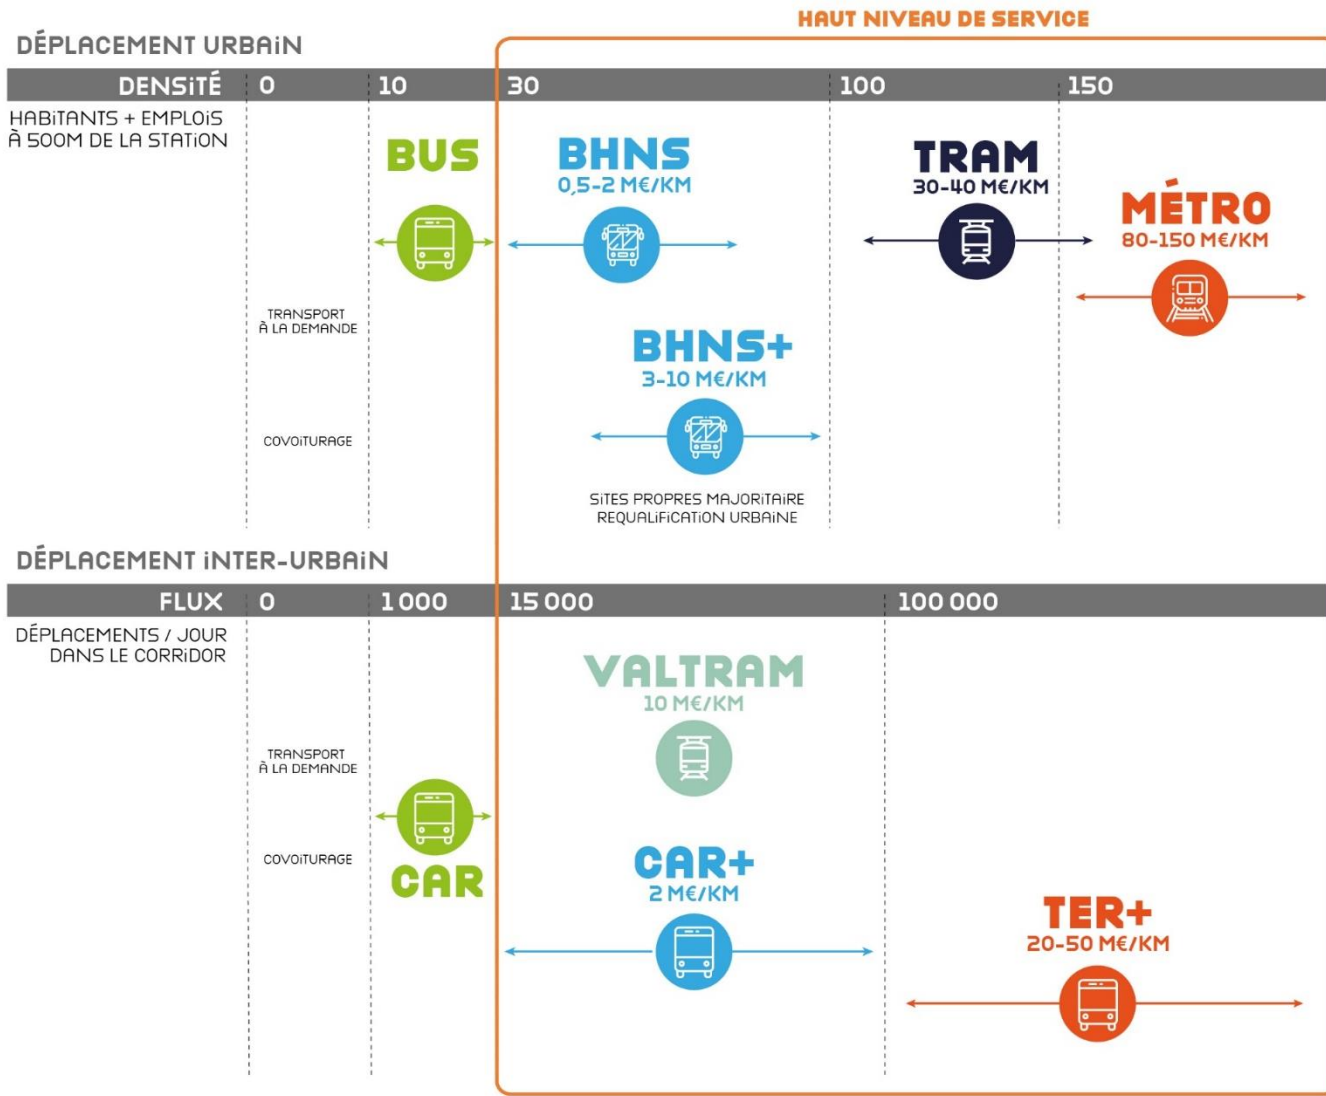 HAUT NIVEAU DE SERVICE
DÉPLACEMENT URBAIN
DENSITÉ 0 10 30 100 150
HABITANTS + EMPLOIS
À 500M DE LA STATION
BUS
BHNS
0,5-2 M€/KM
TRAM
30-40 M€/KM
MÉTRO
80-150 M€/KM
TRANSPORT
À LA DEMANDE
BHNS+
3-10 M€/KM
COVOITURAGE
SITES PROPRES MAJORITAIRE
REQUALIFICATION URBAINE
DÉPLACEMENT INTER-URBAIN
FLUX 0 1 000 15 000 100 000
DÉPLACEMENTS / JOUR
DANS LE CORRIDOR
VALTRAM
10 M€/KM
TRANSPORT
À LA DEMANDE
COVOITURAGE
CAR
CAR+
2 M€/KM
TER+
20-50 M€/KM